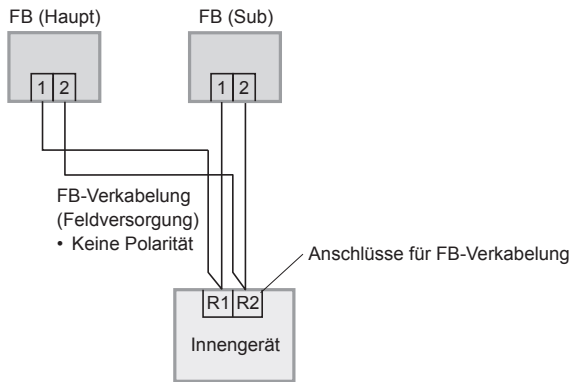 FB (Haupt)
FB (Sub)
1 2
1 2
FB-Verkabelung
(Feldversorgung)
• Keine Polarität
Anschlüsse für FB-Verkabelung
R1 R2
Innengerät